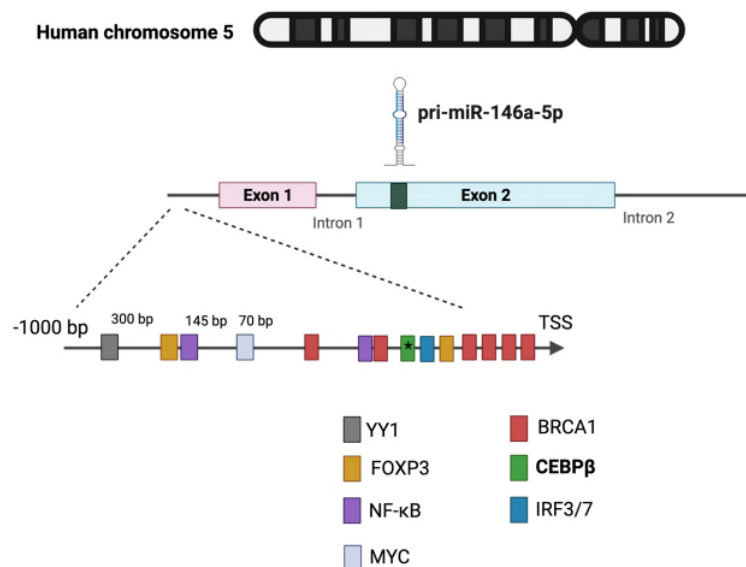 Human chromosome 5
pri-miR-146a-5p
Exon 1
Exon 2
Intron 1
Intron 2
-1000 bp
300 bp
145 bp
70 bp
TSS
*
YY1
BRCA1
FOXP3
CEBPβ
NF-κB
IRF3/7
MYC